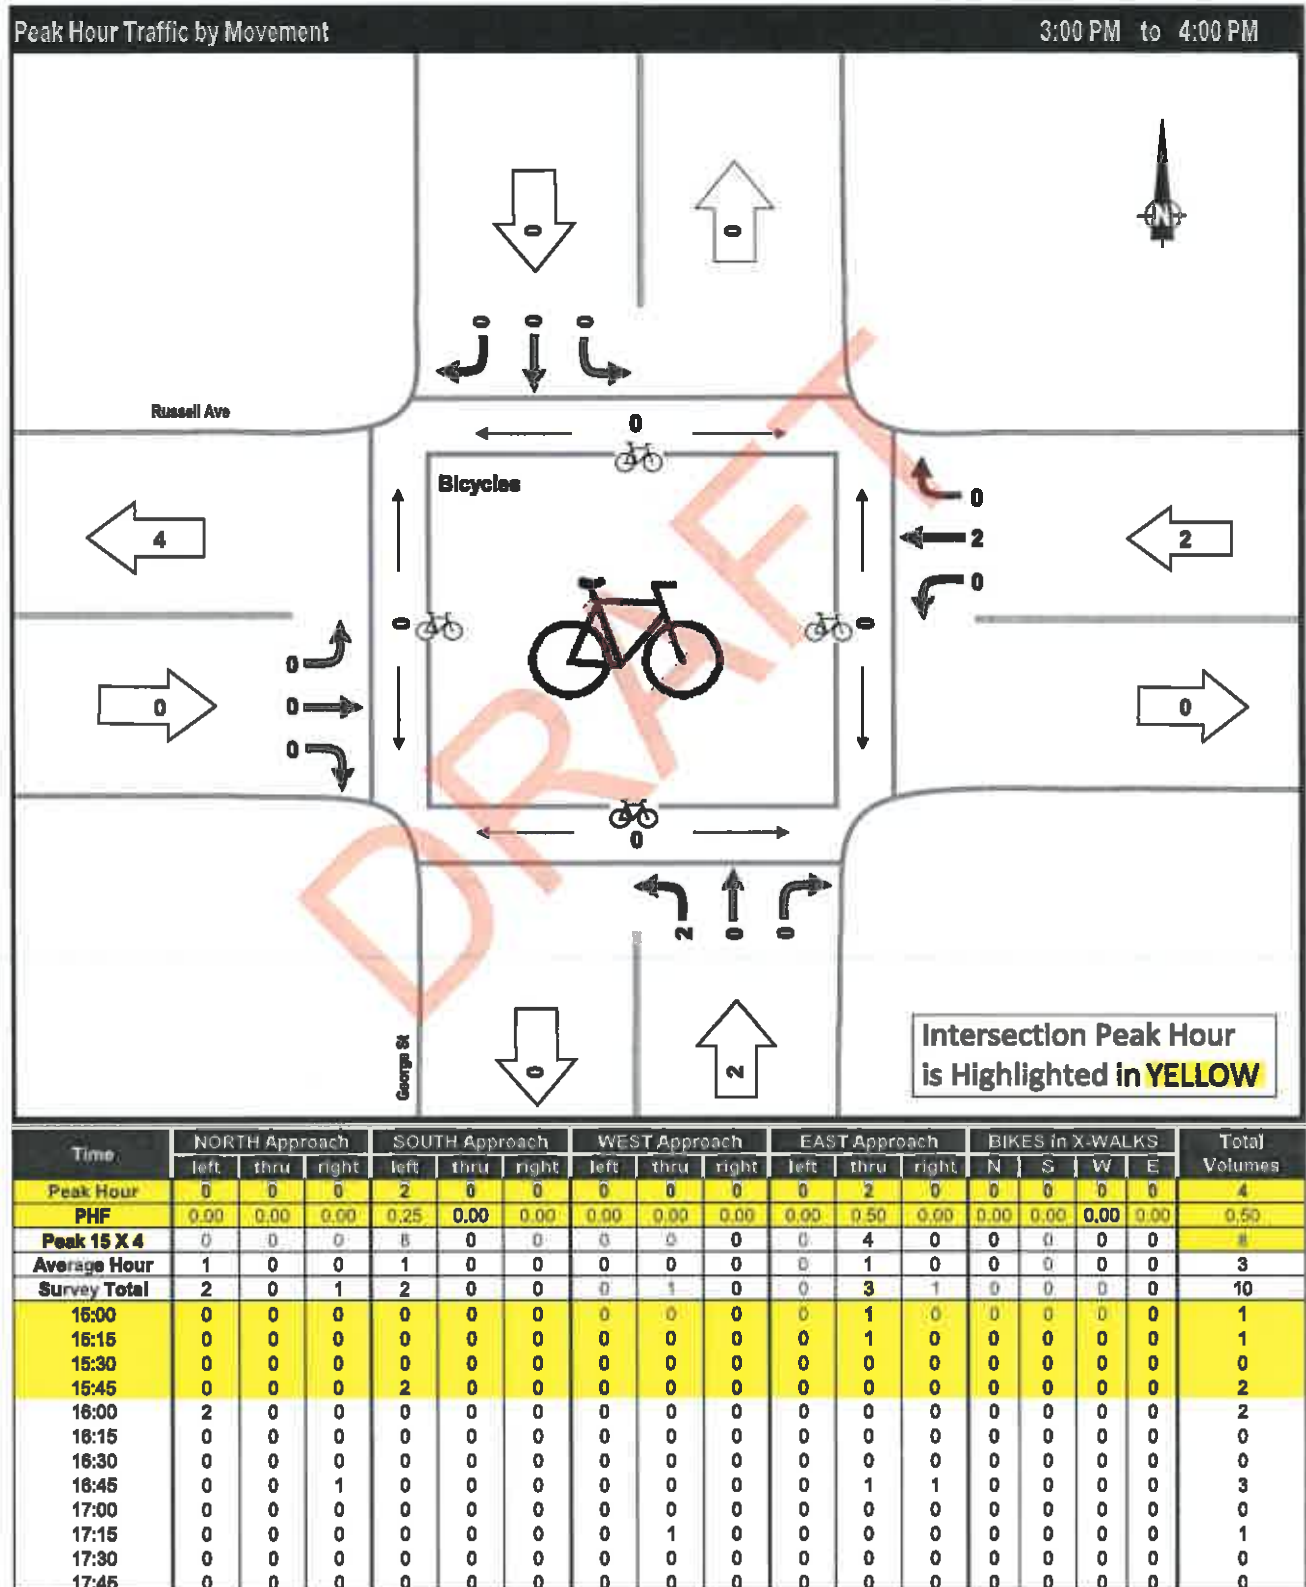 Peak Hour Traffic by Movement 3:00 PM to 4:00 PM
0 0
0 0 0
N
Russell Ave
0
Bicycles
4
0
2
0
2
0 0
0
0
0
0
0
0
0
2 0 0
DRAFT
George St
0 2
Intersection Peak Hour
is Highlighted in YELLOW
Time NORTH Approach SOUTH Approach WEST Approach EAST Approach BIKES in X-WALKS Total
left thru right left thru right left thru right left thru right N S W E Volumes
Peak Hour 0 0 0 2 0 0 0 0 0 0 2 0 0 0 0 0 4
PHF 0.00 0.00 0.00 0.25 0.00 0.00 0.00 0.00 0.00 0.00 0.50 0.00 0.00 0.00 0.00 0.00 0.50
Peak 15 X 4 0 0 0 8 0 0 0 0 0 0 4 0 0 0 0 0 8
Average Hour 1 0 0 1 0 0 0 0 0 0 1 0 0 0 0 0 3
Survey Total 2 0 1 2 0 0 0 1 0 0 3 1 0 0 0 0 10
15:00 0 0 0 0 0 0 0 0 0 0 1 0 0 0 0 0 1
15:15 0 0 0 0 0 0 0 0 0 0 1 0 0 0 0 0 1
15:30 0 0 0 0 0 0 0 0 0 0 0 0 0 0 0 0 0
15:45 0 0 0 2 0 0 0 0 0 0 0 0 0 0 0 0 2
16:00 2 0 0 0 0 0 0 0 0 0 0 0 0 0 0 0 2
16:15 0 0 0 0 0 0 0 0 0 0 0 0 0 0 0 0 0
16:30 0 0 0 0 0 0 0 0 0 0 0 0 0 0 0 0 0
16:45 0 0 1 0 0 0 0 0 0 0 1 1 0 0 0 0 3
17:00 0 0 0 0 0 0 0 0 0 0 0 0 0 0 0 0 0
17:15 0 0 0 0 0 0 0 1 0 0 0 0 0 0 0 0 1
17:30 0 0 0 0 0 0 0 0 0 0 0 0 0 0 0 0 0
17:45 0 0 0 0 0 0 0 0 0 0 0 0 0 0 0 0 0